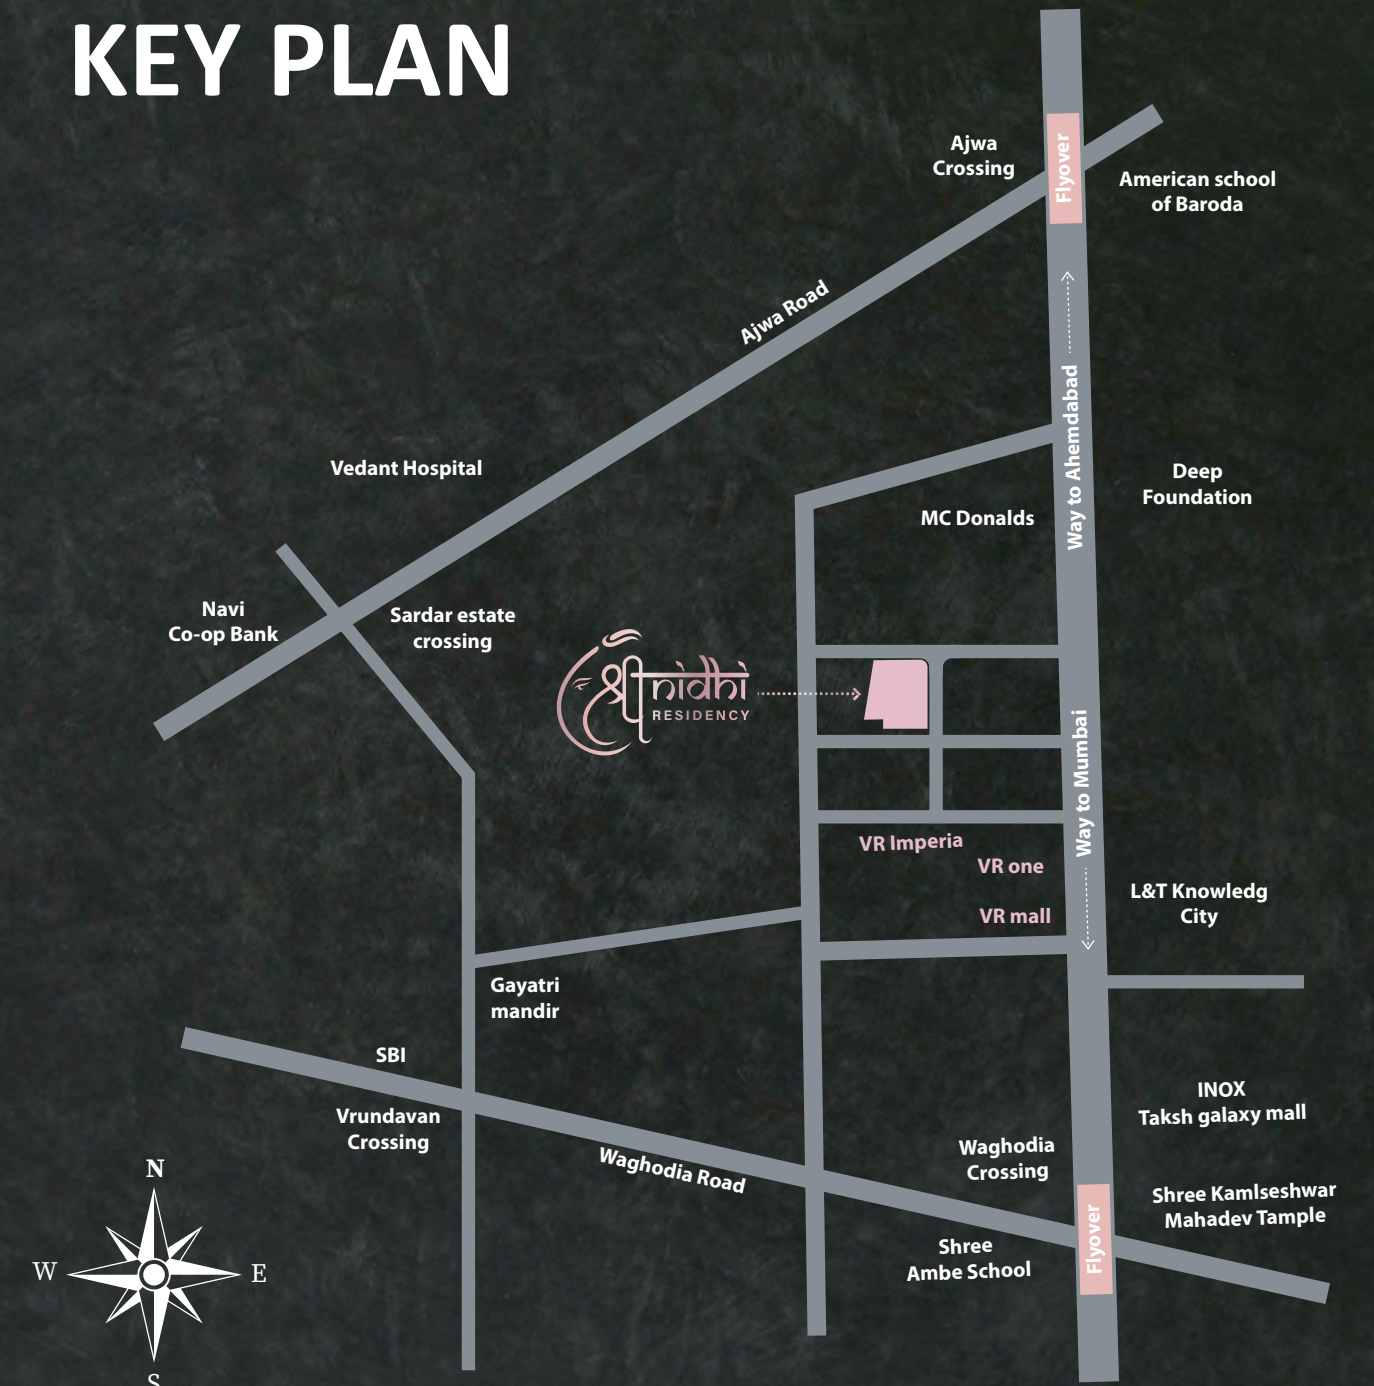 KEY PLAN
Ajwa
Crossing
Flyover
American school
of Baroda
Ajwa Road
Way to Ahemdabad
Vedant Hospital
Deep
Foundation
MC Donalds
Navi
Co-op Bank
Sardar estate
crossing
श्रीnidhi
RESIDENCY
Way to Mumbai
VR Imperia
VR one
VR mall
L&T Knowledg
City
Gayatri
mandir
SBI
Vrundavan
Crossing
Waghodia Road
INOX
Taksh galaxy mall
Waghodia
Crossing
Shree Kamlseshwar
Mahadev Tample
Flyover
Shree
Ambe School
N
W
E
S